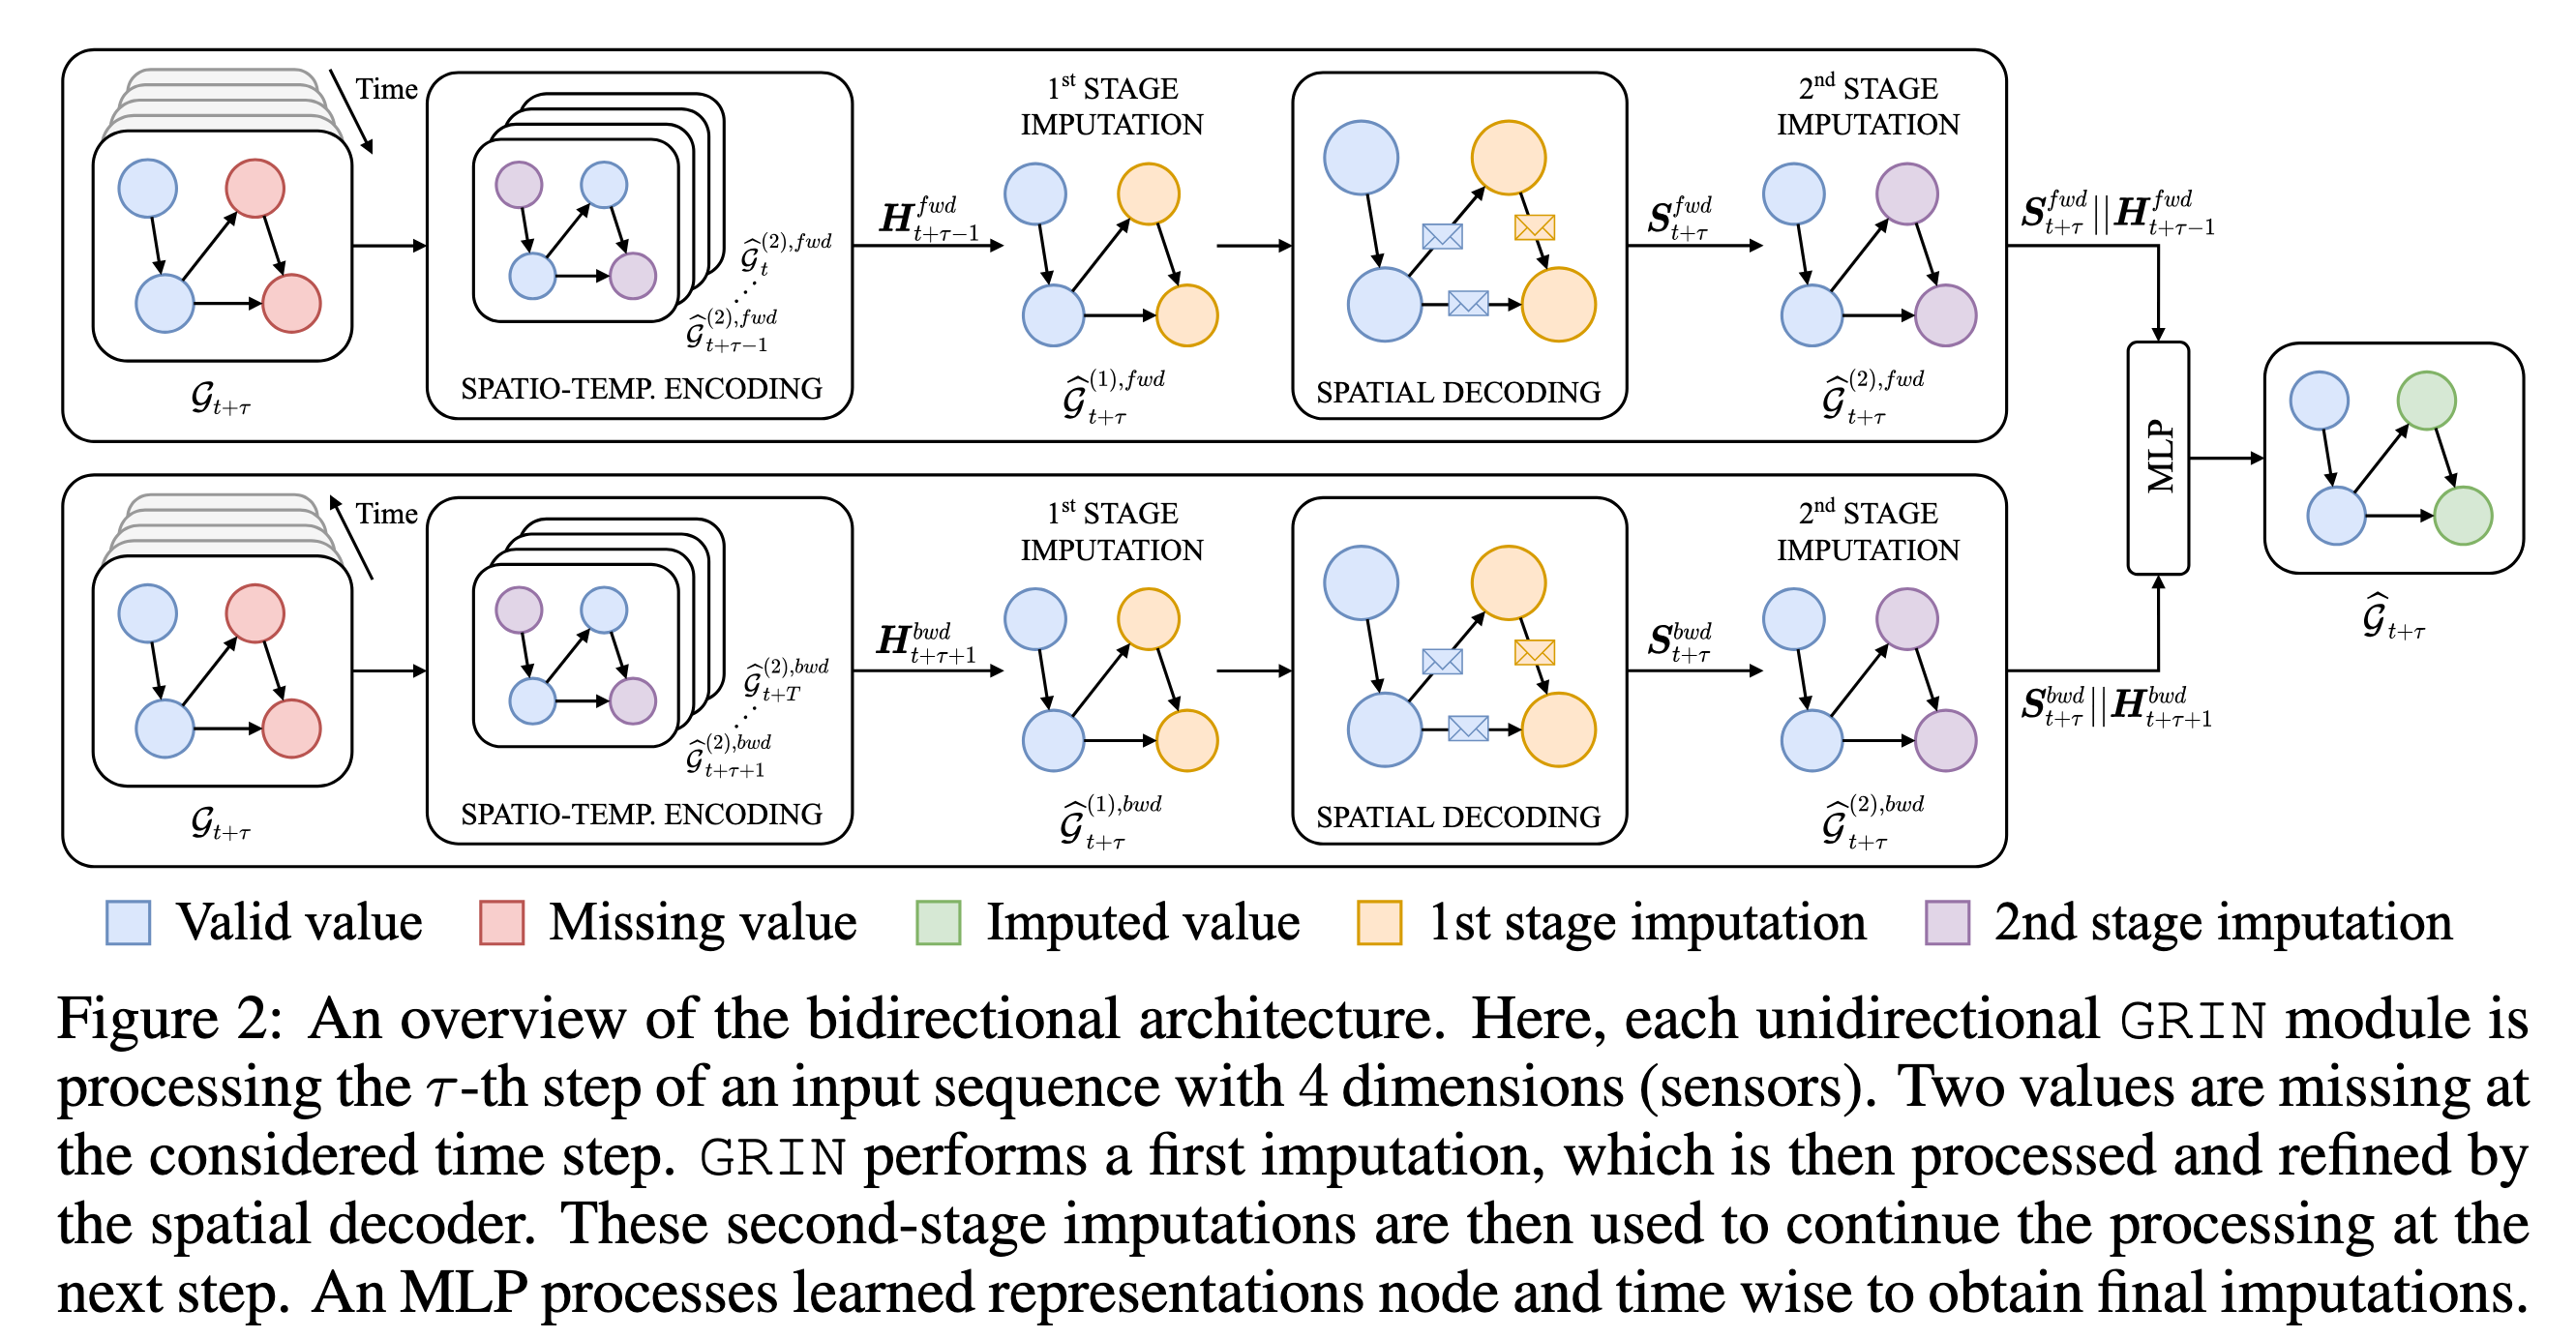 Time
1st STAGE
IMPUTATION
2nd STAGE
IMPUTATION
H^{fwd}_{t+τ−1}
S^{fwd}_{t+τ}
S^{fwd}_{t+τ}||H^{fwd}_{t+τ−1}
Ĝ^{(2),fwd}_{t}
⋰
Ĝ^{(2),fwd}_{t+τ−1}
SPATIO-TEMP. ENCODING
SPATIAL DECODING
G_{t+τ}
Ĝ^{(1),fwd}_{t+τ}
Ĝ^{(2),fwd}_{t+τ}
MLP
Ĝ_{t+τ}
Time
1st STAGE
IMPUTATION
2nd STAGE
IMPUTATION
H^{bwd}_{t+τ+1}
S^{bwd}_{t+τ}
S^{bwd}_{t+τ}||H^{bwd}_{t+τ+1}
Ĝ^{(2),bwd}_{t+T}
⋰
Ĝ^{(2),bwd}_{t+τ+1}
SPATIO-TEMP. ENCODING
SPATIAL DECODING
G_{t+τ}
Ĝ^{(1),bwd}_{t+τ}
Ĝ^{(2),bwd}_{t+τ}
Valid value Missing value Imputed value 1st stage imputation 2nd stage imputation
Figure 2: An overview of the bidirectional architecture. Here, each unidirectional GRIN module is
processing the τ-th step of an input sequence with 4 dimensions (sensors). Two values are missing at
the considered time step. GRIN performs a first imputation, which is then processed and refined by
the spatial decoder. These second-stage imputations are then used to continue the processing at the
next step. An MLP processes learned representations node and time wise to obtain final imputations.